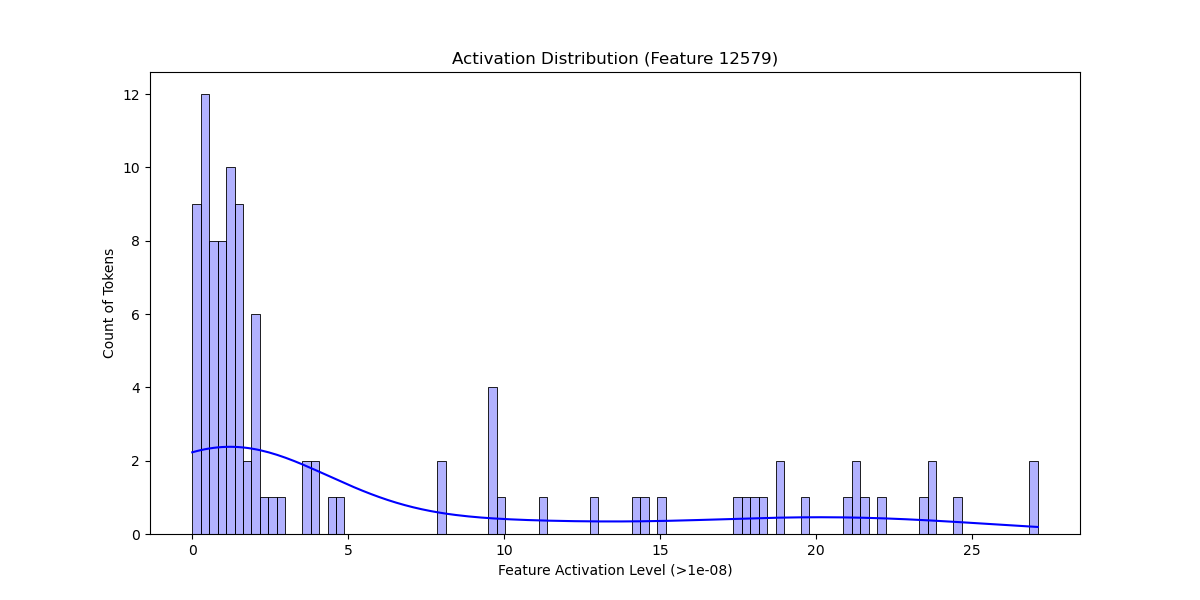 Activation Distribution (Feature 12579)
Count of Tokens
12
10
8
6
4
2
0
0 5 10 15 20 25
Feature Activation Level (>1e-08)